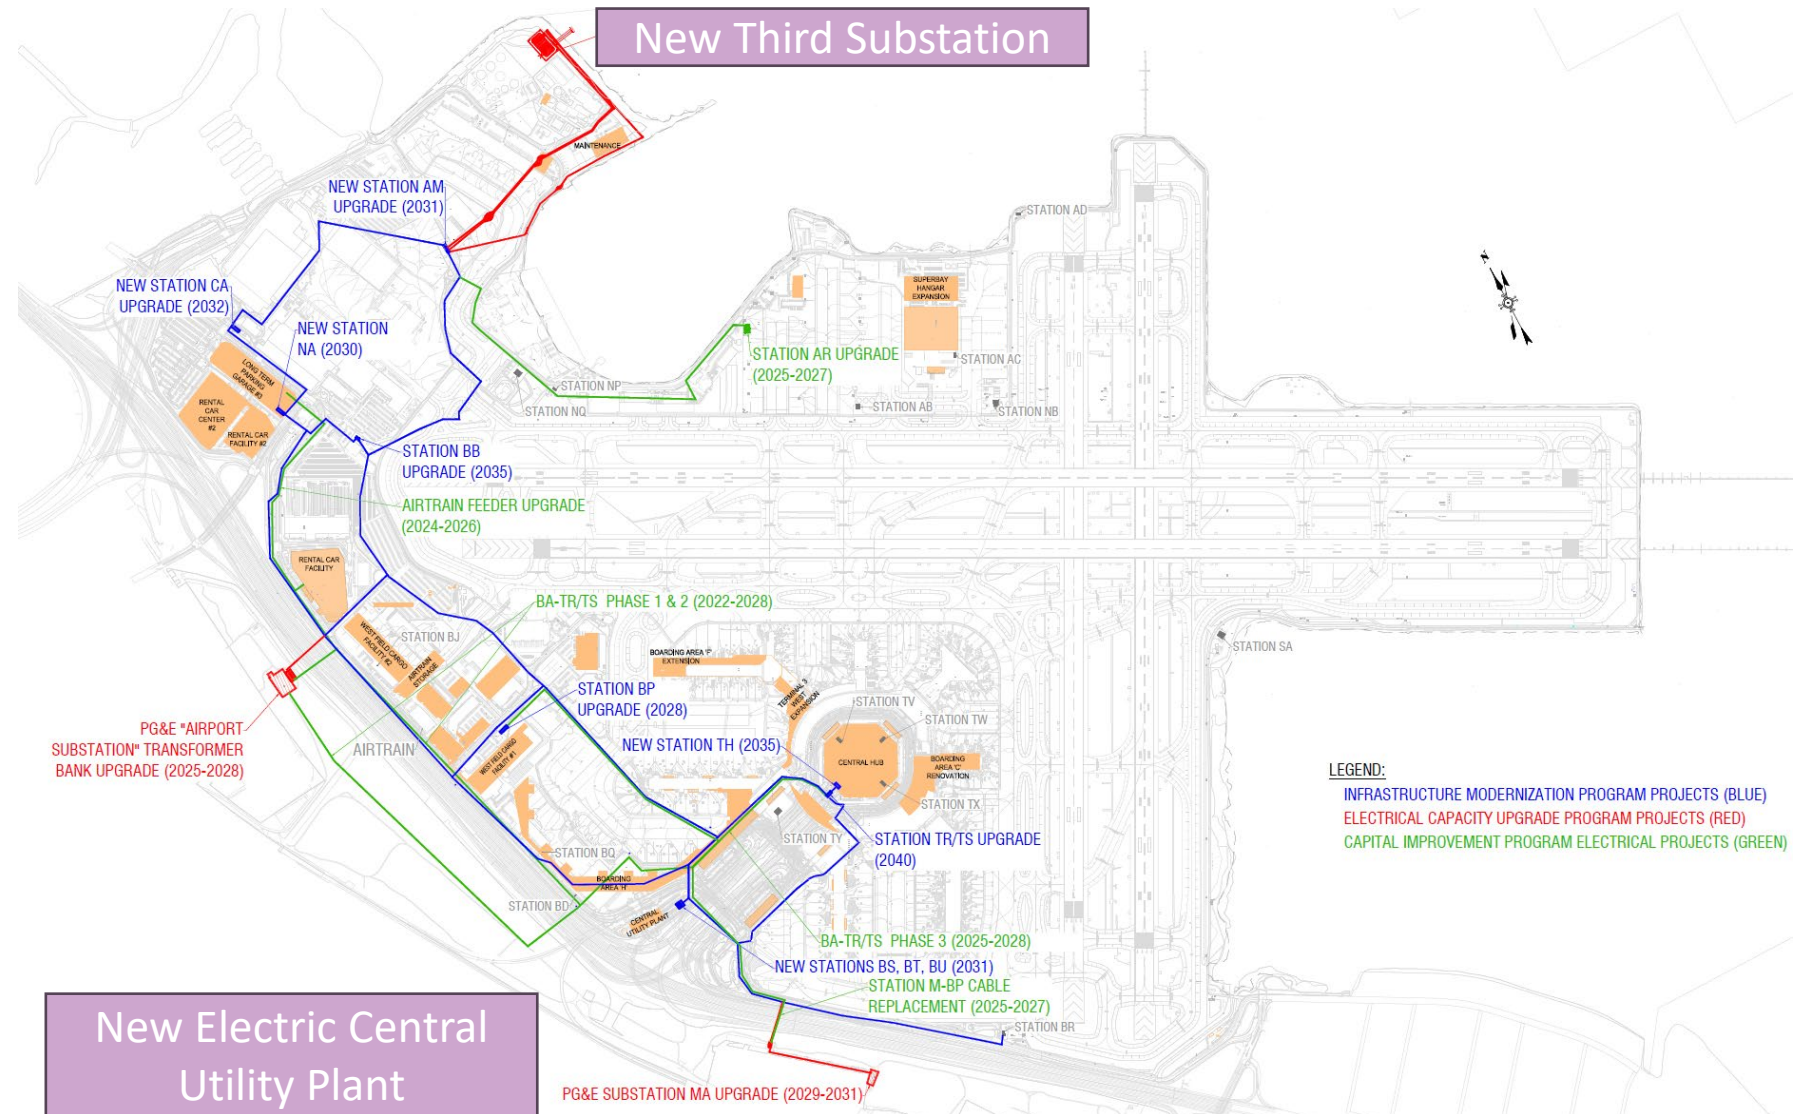 New Third Substation
MAINTENANCE
NEW STATION AM
UPGRADE (2031)
STATION AD
N
NEW STATION CA
UPGRADE (2032)
SUPERBAY
HANGAR
EXPANSION
NEW STATION
NA (2030)
STATION AR UPGRADE
(2025-2027)
STATION AC
LONG TERM
PARKING
GARAGE #3
STATION NP
RENTAL
CAR
CENTER
#2
STATION NQ
STATION AB
STATION NB
RENTAL CAR
FACILITY #2
STATION BB
UPGRADE (2035)
AIRTRAIN FEEDER UPGRADE
(2024-2026)
RENTAL CAR
FACILITY
BA-TR/TS PHASE 1 & 2 (2022-2028)
WEST FIELD CARGO
FACILITY #2
STATION BJ
AIRTRAIN
STORAGE
STATION SA
BOARDING AREA 'F'
EXTENSION
TERMINAL 3
WEST
EXPANSION
STATION BP
UPGRADE (2028)
STATION TV
STATION TW
PG&E "AIRPORT
SUBSTATION" TRANSFORMER
BANK UPGRADE (2025-2028)
AIRTRAIN
WEST FIELD CARGO
FACILITY #1
NEW STATION TH (2035)
CENTRAL HUB
BOARDING
AREA 'C'
RENOVATION
STATION TX
LEGEND:
INFRASTRUCTURE MODERNIZATION PROGRAM PROJECTS (BLUE)
ELECTRICAL CAPACITY UPGRADE PROGRAM PROJECTS (RED)
CAPITAL IMPROVEMENT PROGRAM ELECTRICAL PROJECTS (GREEN)
STATION TY
STATION TR/TS UPGRADE
(2040)
STATION BQ
BOARDING
AREA 'H'
STATION BD
CENTRAL
UTILITY PLANT
BA-TR/TS PHASE 3 (2025-2028)
NEW STATIONS BS, BT, BU (2031)
STATION M-BP CABLE
REPLACEMENT (2025-2027)
STATION BR
New Electric Central
Utility Plant
PG&E SUBSTATION MA UPGRADE (2029-2031)